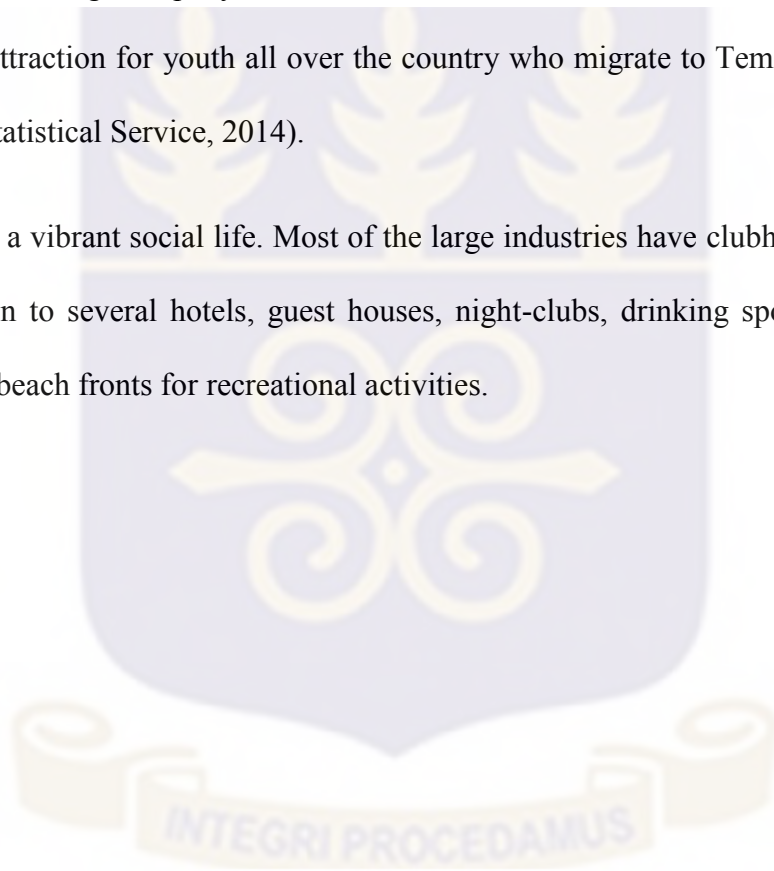 ttraction for youth all over the country who migrate to Tem
tatistical Service, 2014).
a vibrant social life. Most of the large industries have clubh
n to several hotels, guest houses, night-clubs, drinking spo
beach fronts for recreational activities.
INTEGRI PROCEDAMUS